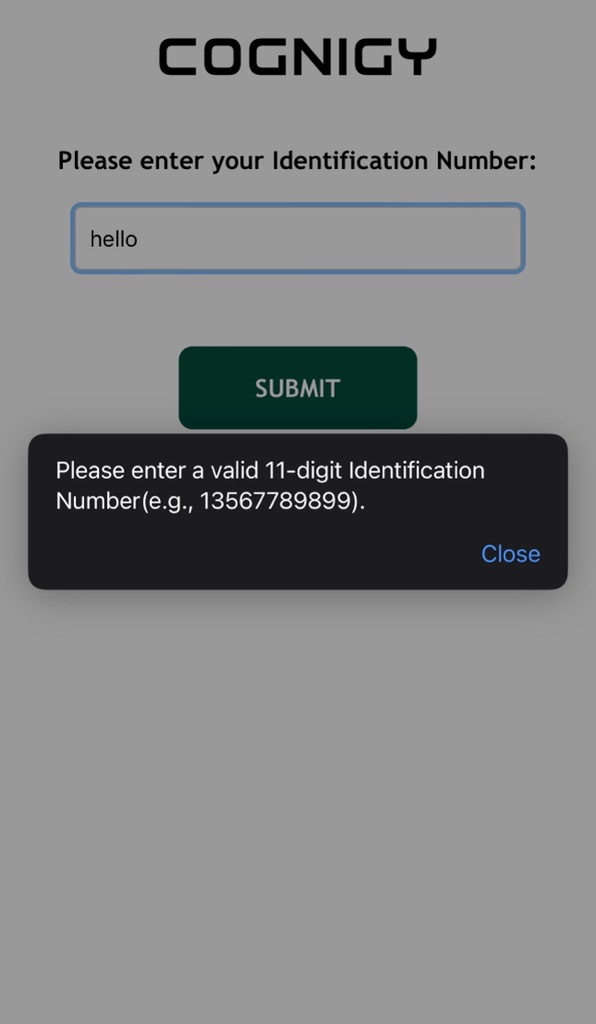 COGNIGY
Please enter your Identification Number:
hello
SUBMIT
Please enter a valid 11-digit Identification
Number(e.g., 13567789899).
Close